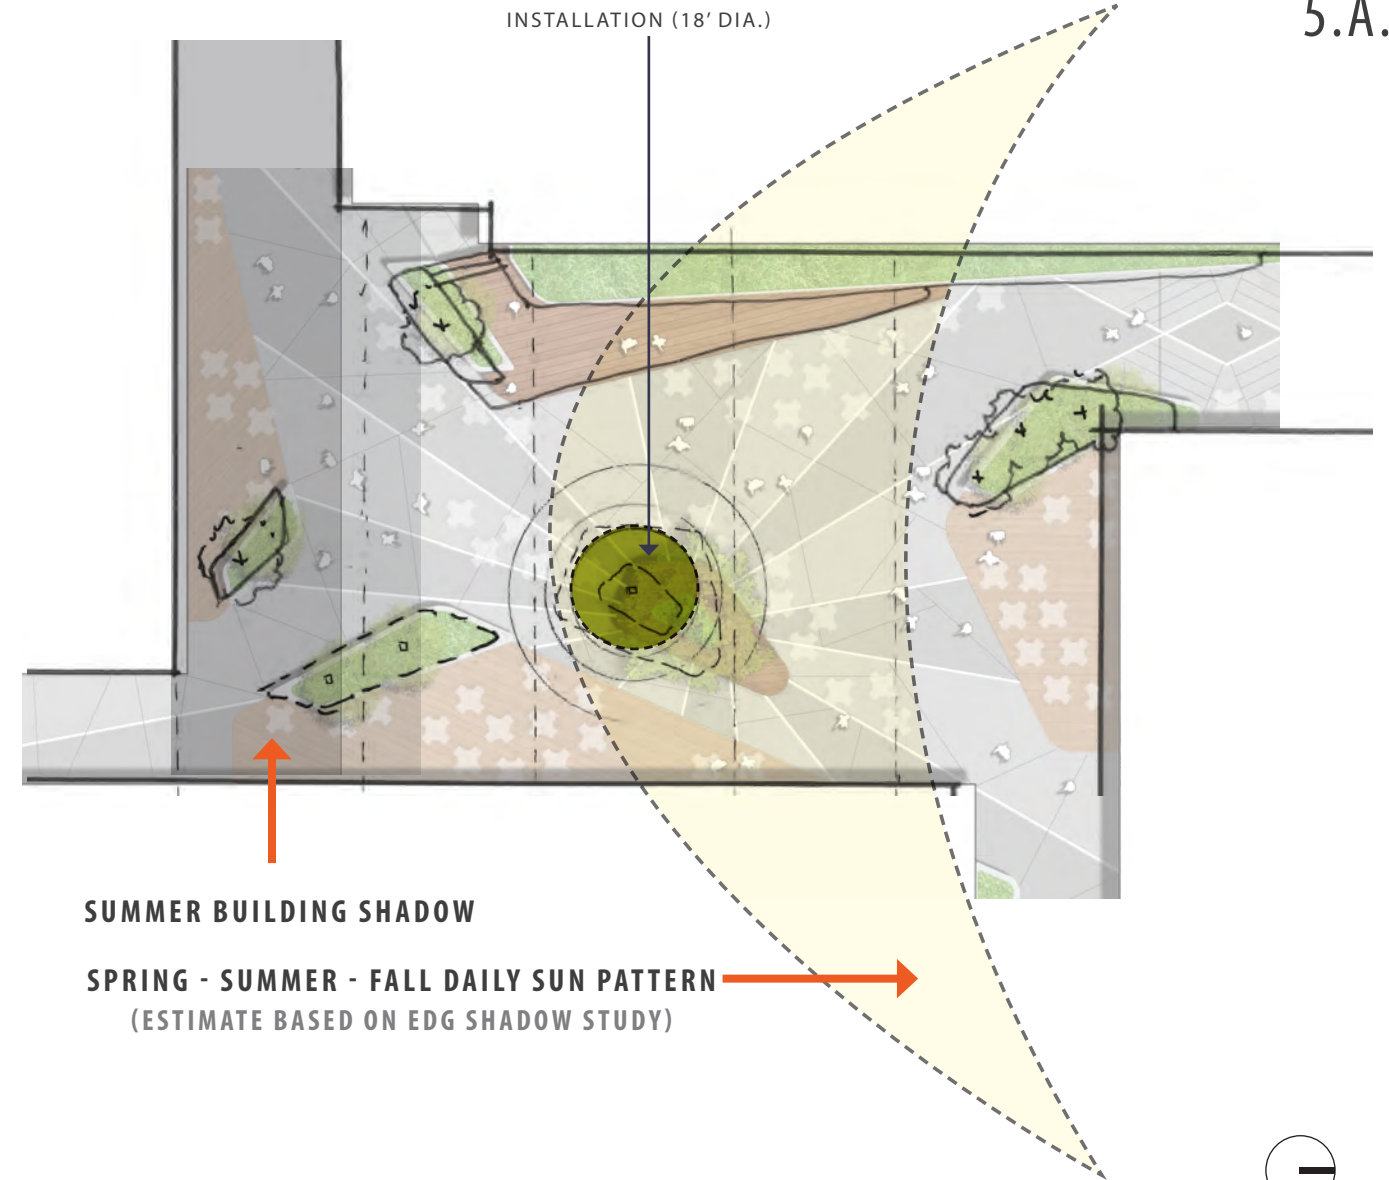 INSTALLATION (18’ DIA.)
5.A.
SUMMER BUILDING SHADOW
SPRING - SUMMER - FALL DAILY SUN PATTERN
(ESTIMATE BASED ON EDG SHADOW STUDY)